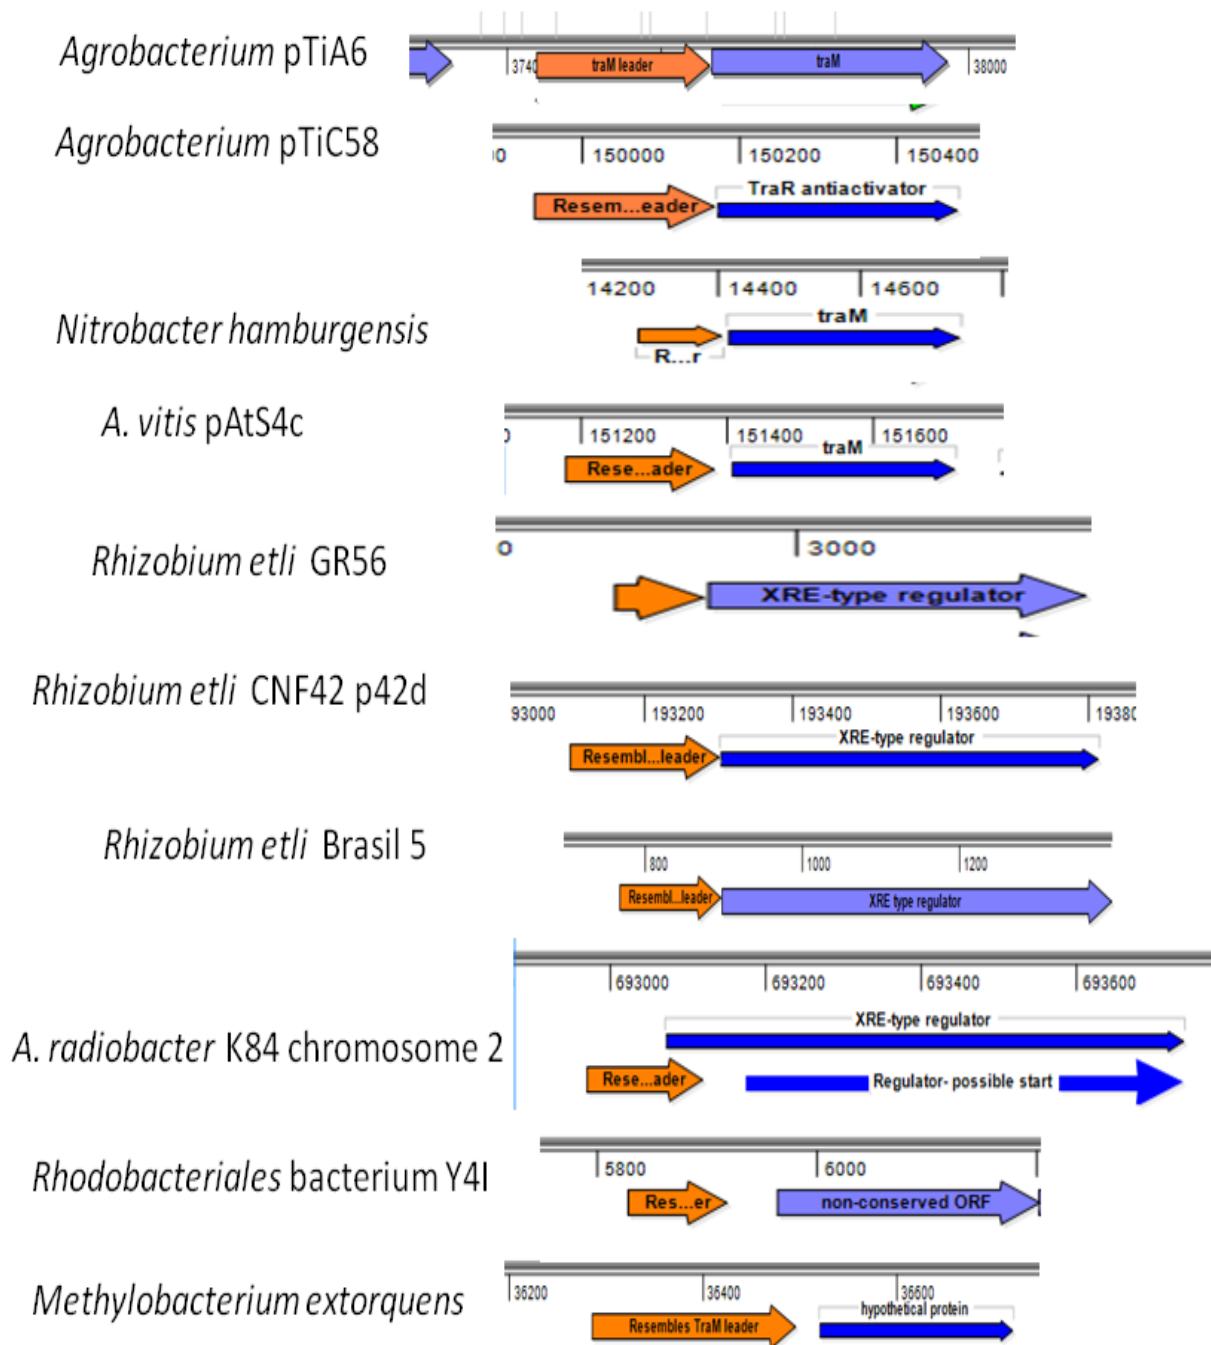 Agrobacterium pTiA6
3740 38000
traM leader traM
Agrobacterium pTiC58
00 150000 150200 150400
TraR antiactivator
Resem...eader
14200 14400 14600
Nitrobacter hamburgensis
traM
R...r
A. vitis pAtS4c
0 151200 151400 151600
traM
Rese...ader
Rhizobium etli GR56
0 3000
XRE-type regulator
Rhizobium etli CNF42 p42d
93000 193200 193400 193600 19380
XRE-type regulator
Resembl...leader
Rhizobium etli Brasil 5
800 1000 1200
Resembl...leader XRE type regulator
693000 693200 693400 693600
XRE-type regulator
A. radiobacter K84 chromosome 2
Rese...ader Regulator- possible start
5800 6000
Rhodobacteriales bacterium Y4I
Res...er non-conserved ORF
36200 36400 36600
Methylobacterium extorquens
hypothetical protein
Resembles TraM leader